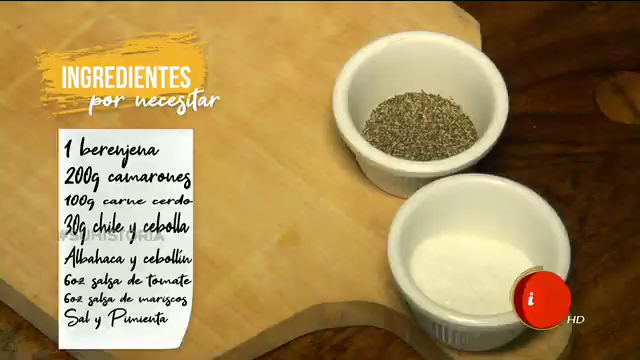 INGREDIENTES
por necesitar
1 berenjena
200g camarones
100g carne cerdo
30g chile y cebolla
#SUHISTORIA
Albahaca y cebollín
6oz salsa de tomate
6oz salsa de mariscos
Sal y Pimienta
i
HD